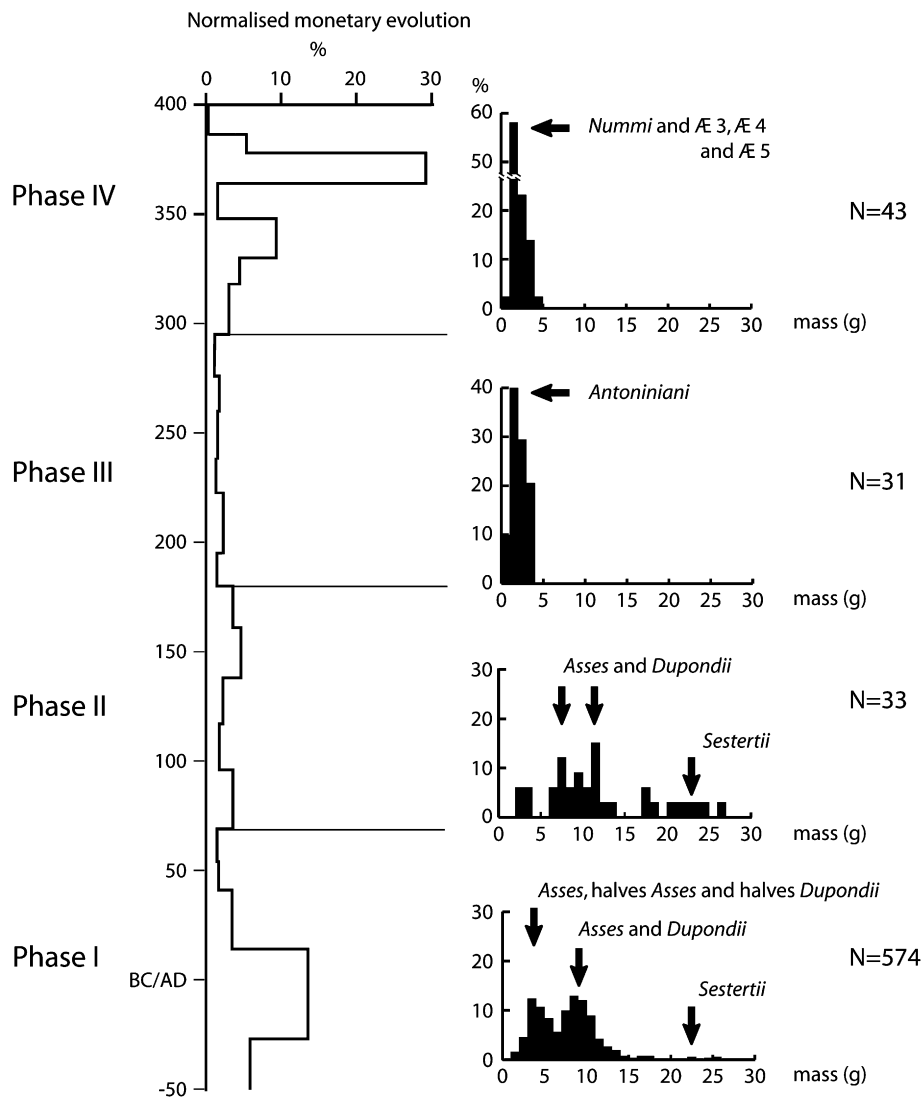 Normalised monetary evolution
%
0 10 20 30
400
350
300
250
200
150
100
50
BC/AD
-50
Phase IV
%
60
50
20
10
0
0 5 10 15 20 25 30 mass (g)
Nummi and Æ 3, Æ 4
and Æ 5
N=43
Phase III
40
30
20
10
0
0 5 10 15 20 25 30 mass (g)
Antoniniani
N=31
Phase II
30
20
10
0
0 5 10 15 20 25 30 mass (g)
Asses and Dupondii
Sestertii
N=33
Phase I
30
20
10
0
0 5 10 15 20 25 30 mass (g)
Asses, halves Asses and halves Dupondii
Asses and Dupondii
Sestertii
N=574